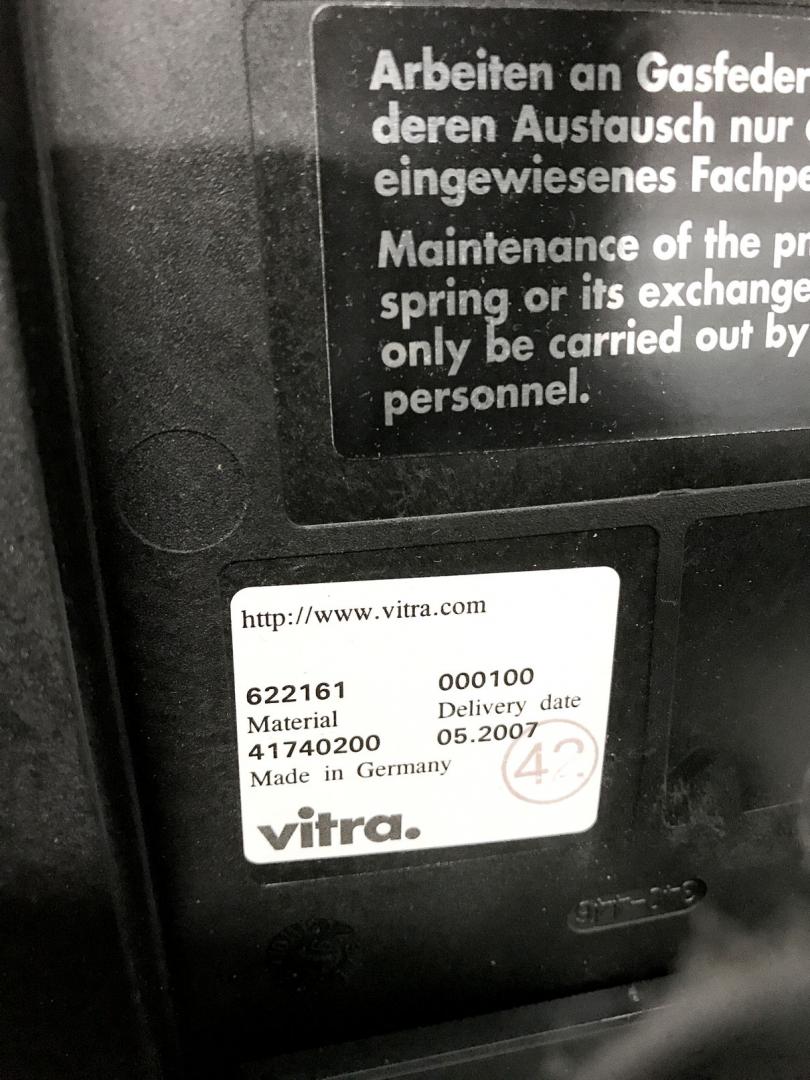 Arbeiten an Gasfeder
deren Austausch nur
eingewiesenes Fachpe
Maintenance of the pr
spring or its exchange
only be carried out by
personnel.
http://www.vitra.com
622161 000100
Material Delivery date
41740200 05.2007
Made in Germany
42
vitra.